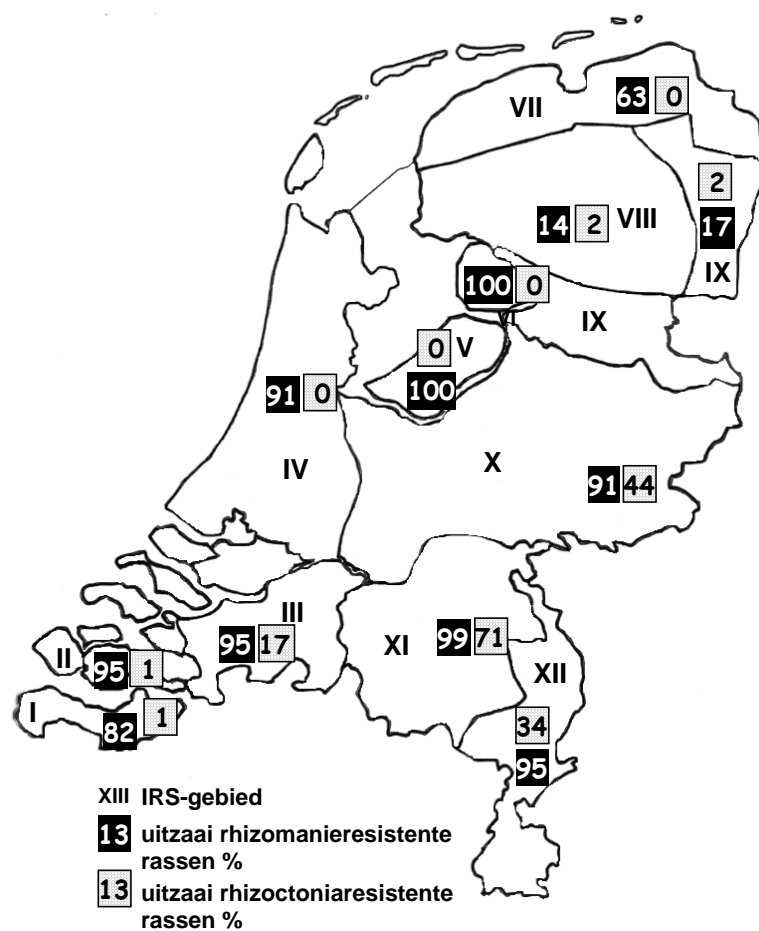 VII
63 0
2
14 2 VIII
17
IX
100 0
VI
IX
0 V
100
91 0
IV
X
91 44
III
95 17
XI
99 71
XII
II
95 1
I
1
82
34
95
XIII IRS-gebied
13 uitzaai rhizomanieresistente
rassen %
13 uitzaai rhizoctoniaresistente
rassen %